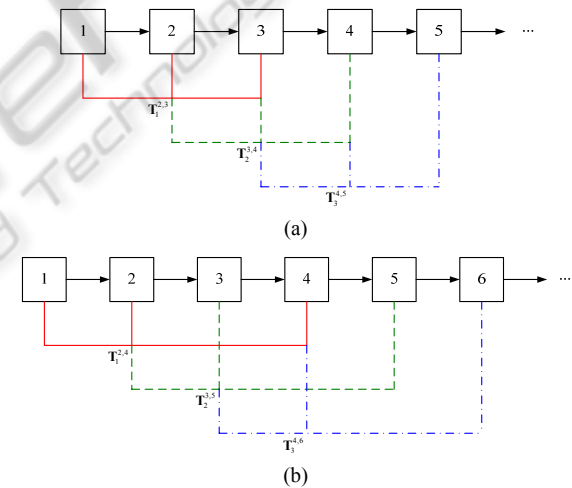 1 2 3 4 5 ...
T₁^{2,3}
T₂^{3,4}
T₃^{4,5}
(a)
1 2 3 4 5 6 ...
T₁^{2,4}
T₂^{3,5}
T₃^{4,6}
(b)